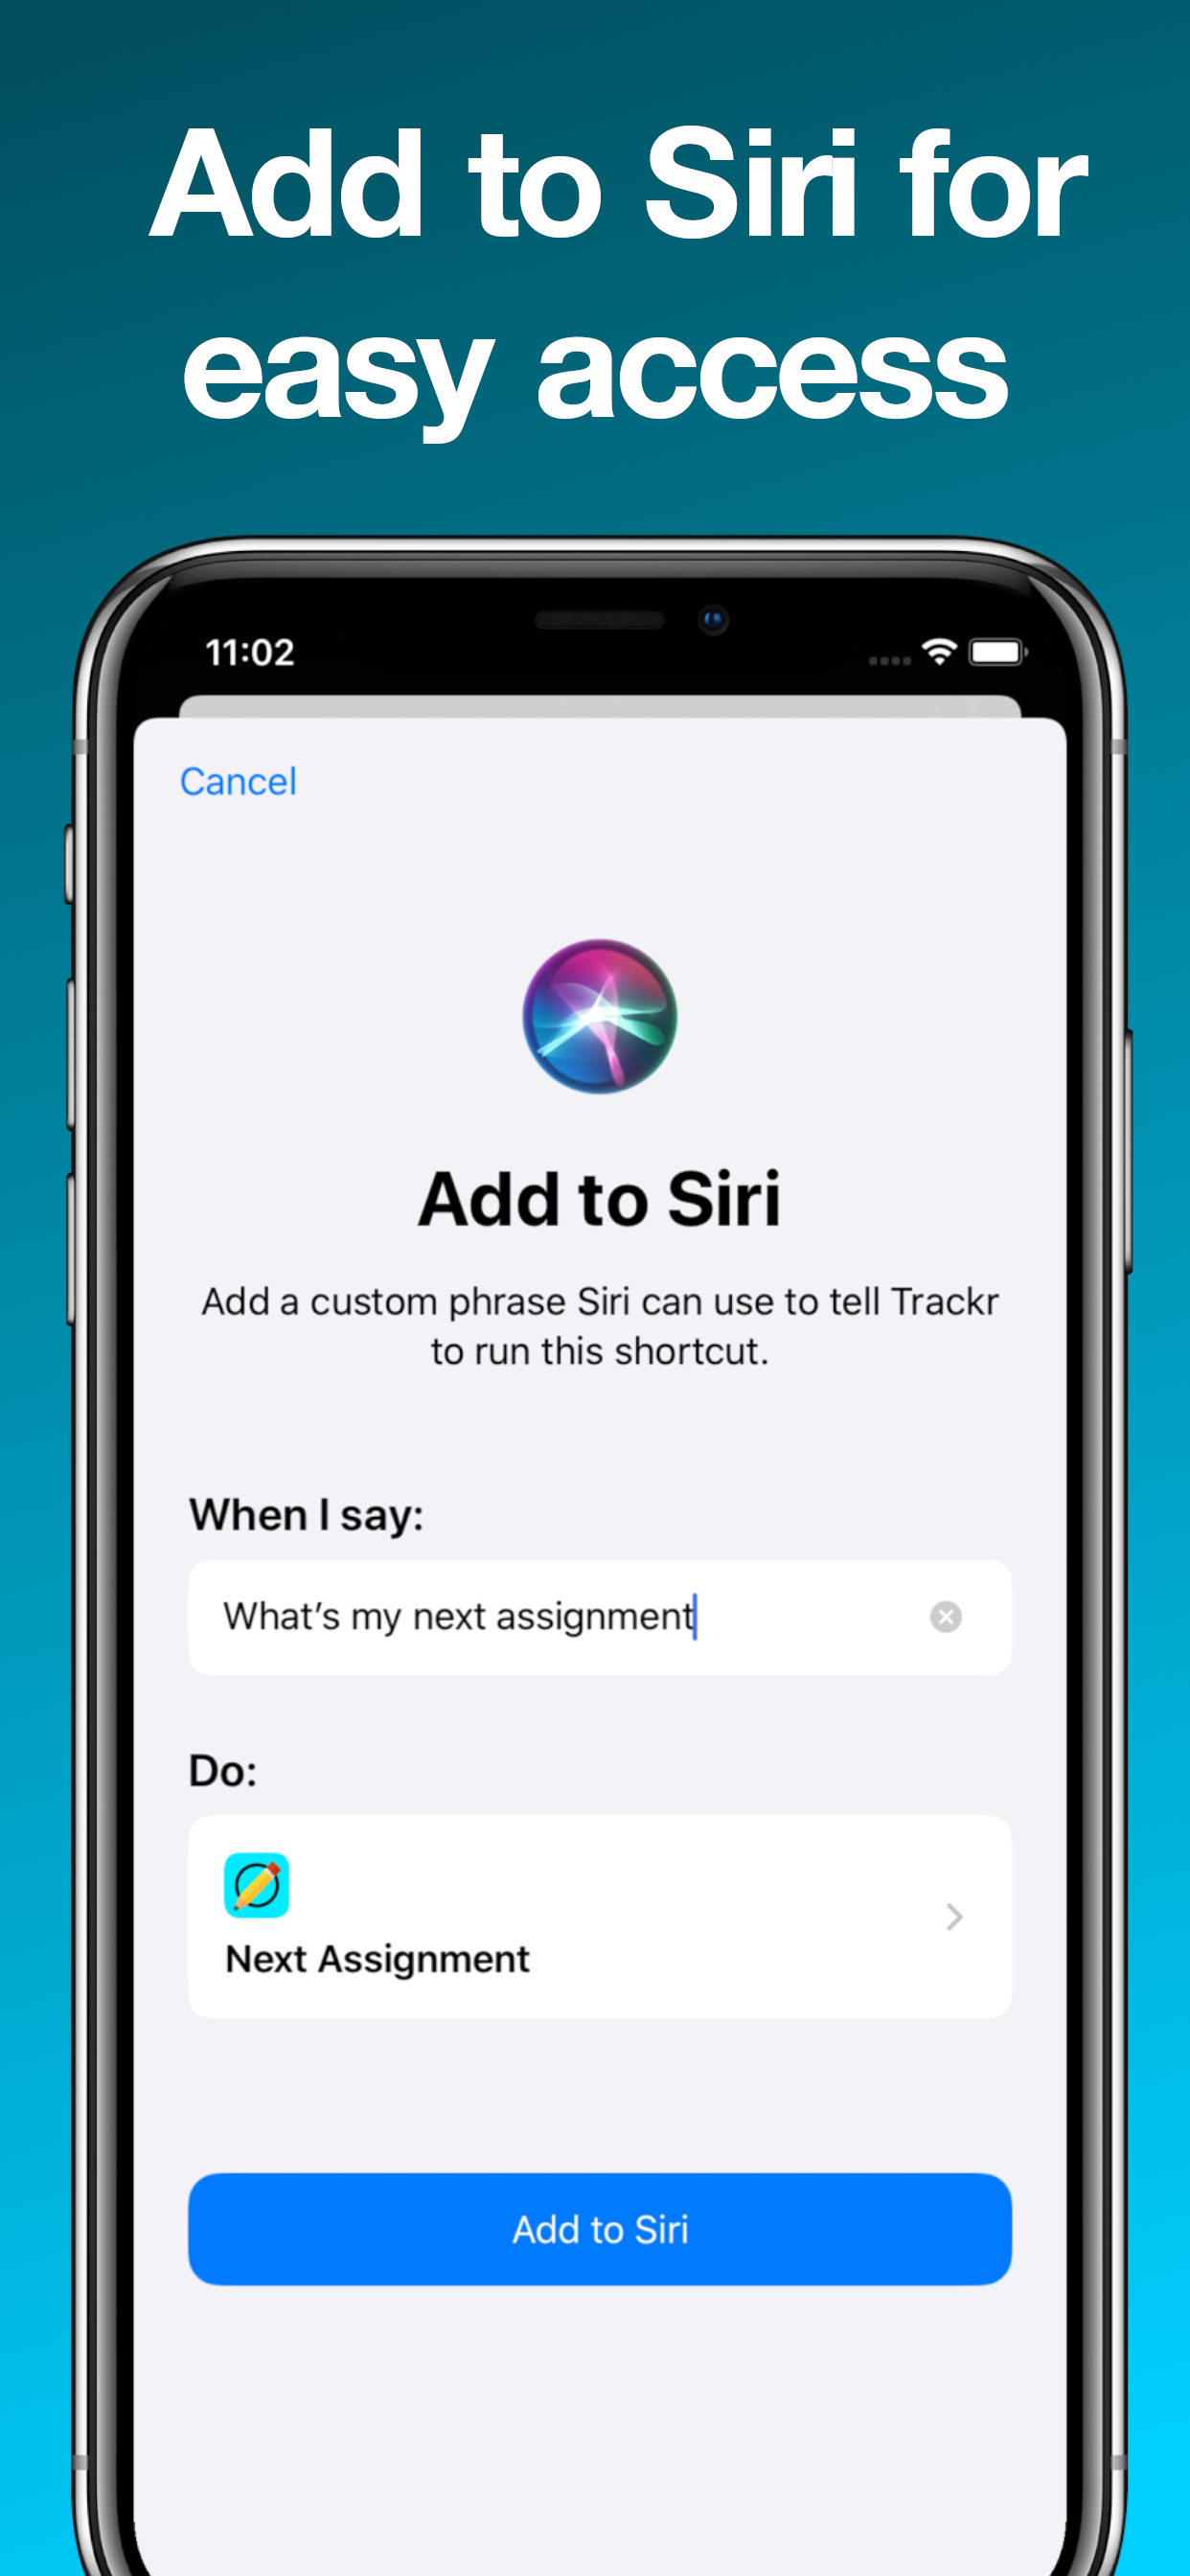 Add to Siri for
easy access
11:02
Cancel
Add to Siri
Add a custom phrase Siri can use to tell Trackr
to run this shortcut.
When I say:
What’s my next assignment
Do:
Next Assignment
Add to Siri